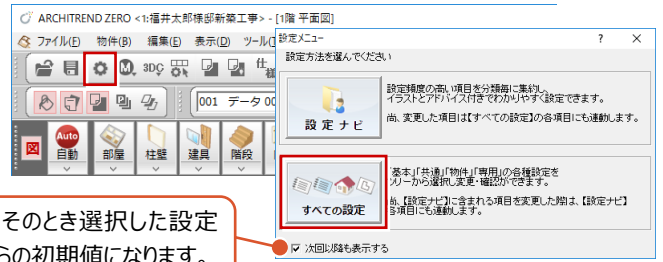 ARCHITREND ZERO <1:福井太郎様邸新築工事> - [1階 平面図]
ファイル(F) 物件(B) 編集(E) 表示(D) ツール(T)
3DC
001 データ
図
Auto
自動
部屋
柱壁
建具
階段
そのとき選択した設定
らの初期値になります。
設定メニュー ? ×
設定方法を選んでください
設定ナビ
設定頻度の高い項目を分類毎に集約し、
イラストとアドバイス付きでわかりやすく設定できます。
尚、変更した項目は【すべての設定】の各項目にも連動します。
すべての設定
「基本」「共通」「物件」「専用」の各種設定を
ツリーから選択し変更・確認ができます。
尚、【設定ナビ】に含まれる項目を変更した際は、【設定ナビ】
各項目にも連動します。
次回以降も表示する